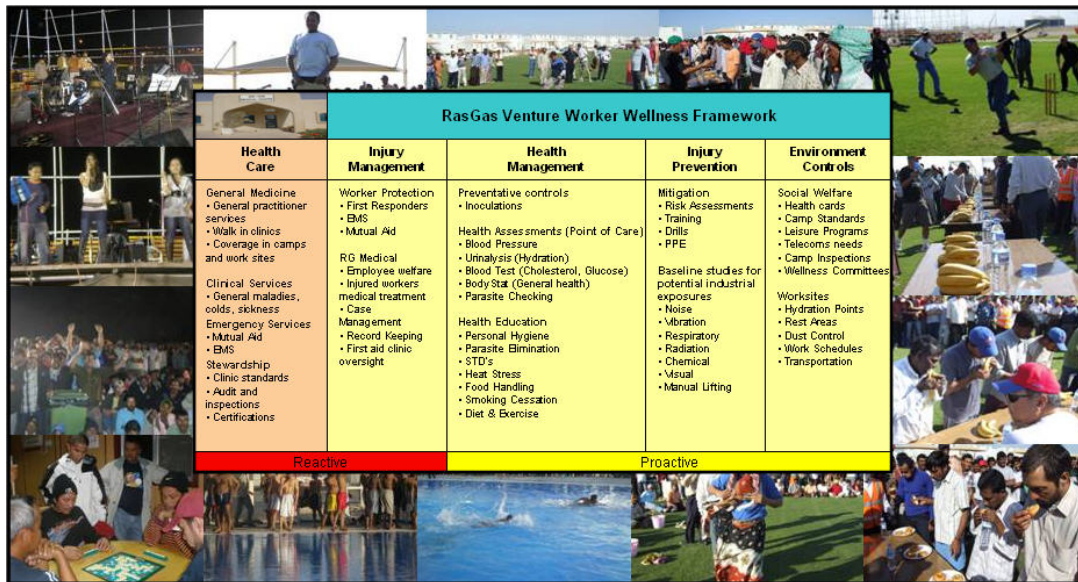 RasGas Venture Worker Wellness Framework
Health
Care
General Medicine
• General practitioner
services
• Walk in clinics
• Coverage in camps
and work sites
Clinical Services
• General maladies,
colds, sickness
Emergency Services
• Mutual Aid
• EMS
Stewardship
• Clinic standards
• Audit and
inspections
• Certifications
Injury
Management
Worker Protection
• First Responders
• EMS
• Mutual Aid
RG Medical
• Employee welfare
• Injured workers
medical treatment
• Case
Management
• Record Keeping
• First aid clinic
oversight
Health
Management
Preventative controls
• Inoculations
Health Assessments (Point of Care)
• Blood Pressure
• Urinalysis (Hydration)
• Blood Test (Cholesterol, Glucose)
• Body Stat (General health)
• Parasite Checking
Health Education
• Personal Hygiene
• Parasite Elimination
• STD's
• Heat Stress
• Food Handling
• Smoking Cessation
• Diet & Exercise
Injury
Prevention
Mitigation
• Risk Assessments
• Training
• Drills
• PPE
Baseline studies for
potential industrial
exposures
• Noise
• Vibration
• Respiratory
• Radiation
• Chemical
• Visual
• Manual Lifting
Environment
Controls
Social Welfare
• Health cards
• Camp Standards
• Leisure Programs
• Telecoms needs
• Camp Inspections
• Wellness Committees
Worksites
• Hydration Points
• Rest Areas
• Dust Control
• Work Schedules
• Transportation
Reactive
Proactive